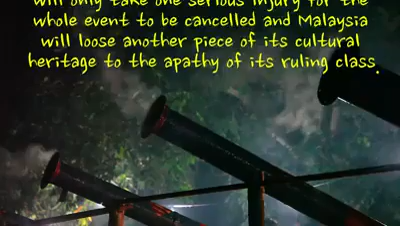 will only take one serious injury for the
whole event to be cancelled and Malaysia
will loose another piece of its cultural
heritage to the apathy of its ruling class.